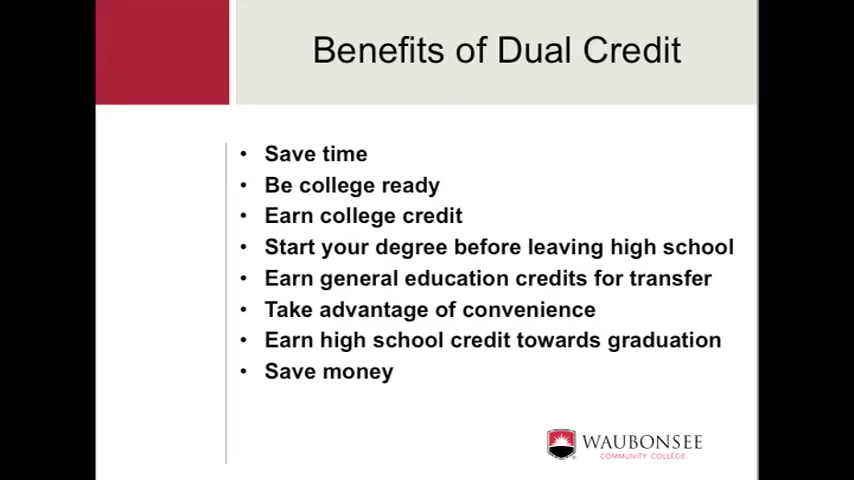 Benefits of Dual Credit
• Save time
• Be college ready
• Earn college credit
• Start your degree before leaving high school
• Earn general education credits for transfer
• Take advantage of convenience
• Earn high school credit towards graduation
• Save money
WAUBONSEE
COMMUNITY COLLEGE